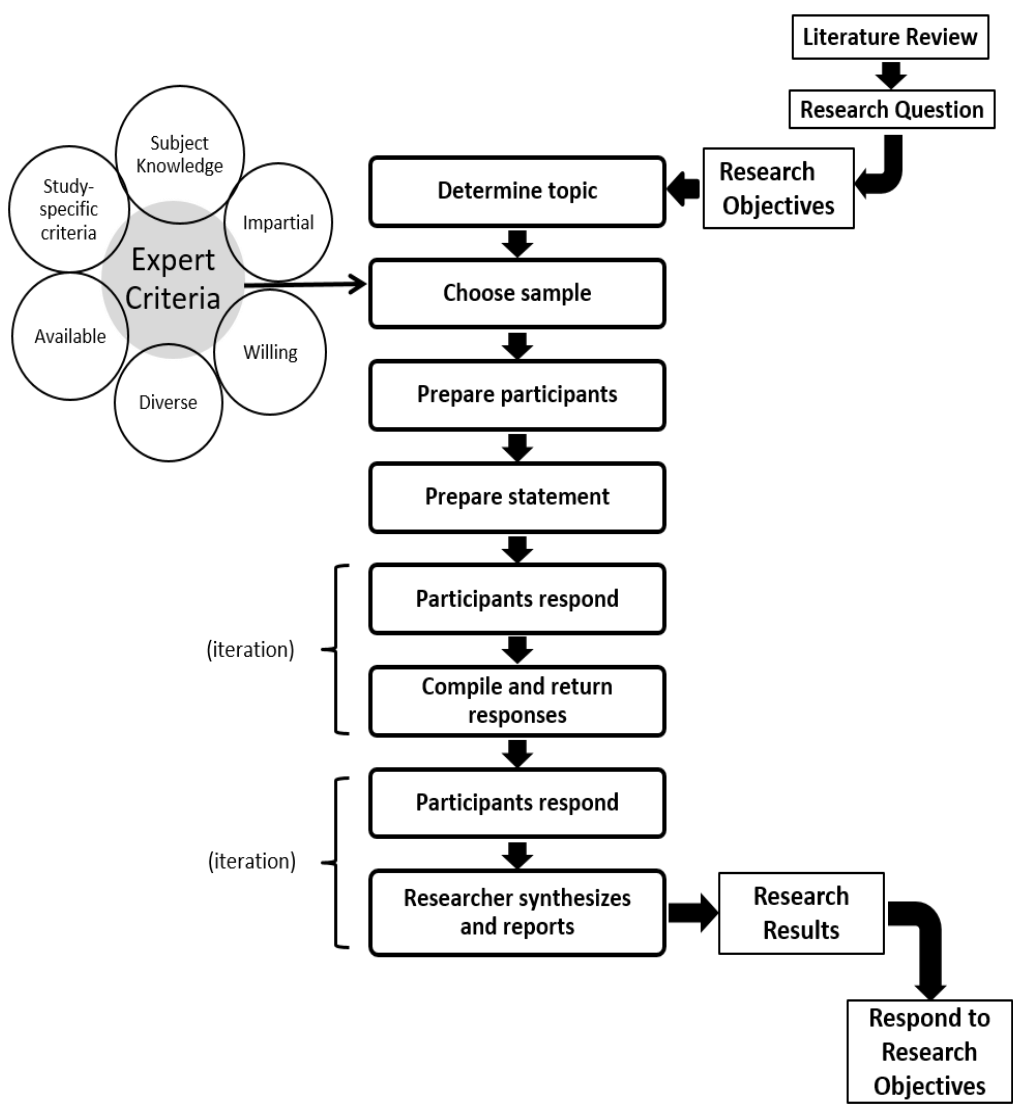 Literature Review
Research Question
Research
Objectives
Determine topic
Subject
Knowledge
Study-
specific
criteria
Impartial
Expert
Criteria
Available
Willing
Diverse
Choose sample
Prepare participants
Prepare statement
(iteration)
Participants respond
Compile and return
responses
(iteration)
Participants respond
Researcher synthesizes
and reports
Research
Results
Respond to
Research
Objectives